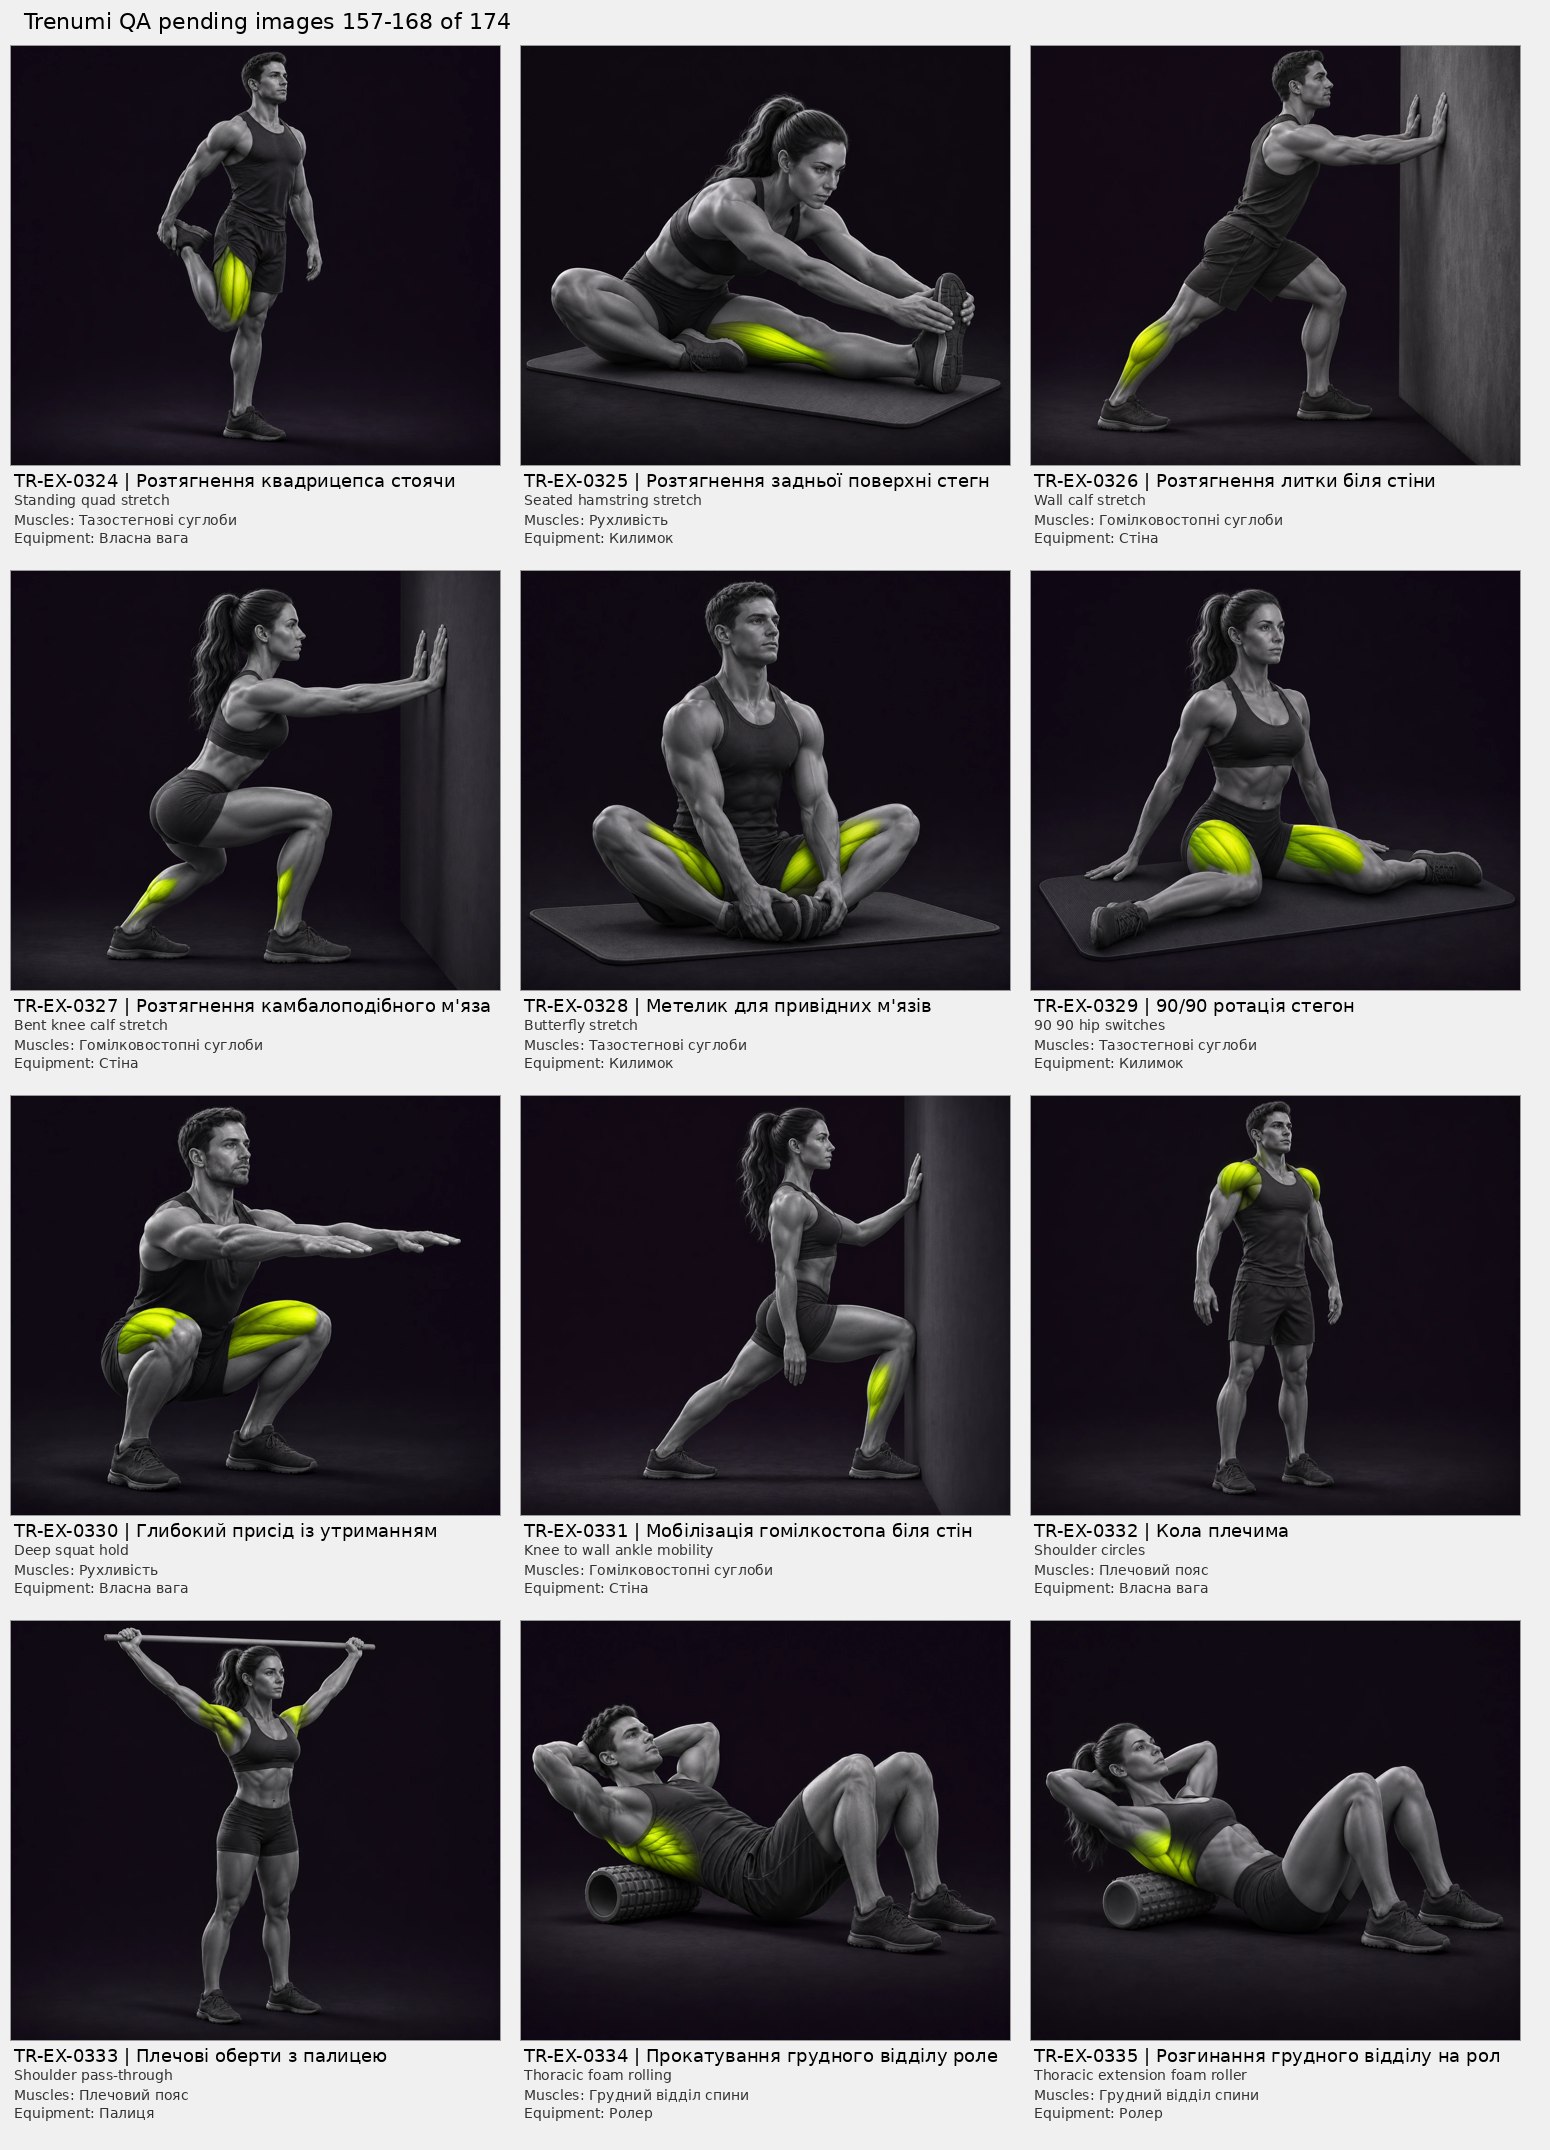 Trenumi QA pending images 157-168 of 174
TR-EX-0324 | Розтягнення квадрицепса стоячи
Standing quad stretch
Muscles: Тазостегнові суглоби
Equipment: Власна вага
TR-EX-0325 | Розтягнення задньої поверхні стегн
Seated hamstring stretch
Muscles: Рухливість
Equipment: Килимок
TR-EX-0326 | Розтягнення литки біля стіни
Wall calf stretch
Muscles: Гомілковостопні суглоби
Equipment: Стіна
TR-EX-0327 | Розтягнення камбалоподібного м'яза
Bent knee calf stretch
Muscles: Гомілковостопні суглоби
Equipment: Стіна
TR-EX-0328 | Метелик для привідних м'язів
Butterfly stretch
Muscles: Тазостегнові суглоби
Equipment: Килимок
TR-EX-0329 | 90/90 ротація стегон
90 90 hip switches
Muscles: Тазостегнові суглоби
Equipment: Килимок
TR-EX-0330 | Глибокий присід із утриманням
Deep squat hold
Muscles: Рухливість
Equipment: Власна вага
TR-EX-0331 | Мобілізація гомілкостопа біля стін
Knee to wall ankle mobility
Muscles: Гомілковостопні суглоби
Equipment: Стіна
TR-EX-0332 | Кола плечима
Shoulder circles
Muscles: Плечовий пояс
Equipment: Власна вага
TR-EX-0333 | Плечові оберти з палицею
Shoulder pass-through
Muscles: Плечовий пояс
Equipment: Палиця
TR-EX-0334 | Прокатування грудного відділу роле
Thoracic foam rolling
Muscles: Грудний відділ спини
Equipment: Ролер
TR-EX-0335 | Розгинання грудного відділу на рол
Thoracic extension foam roller
Muscles: Грудний відділ спини
Equipment: Ролер